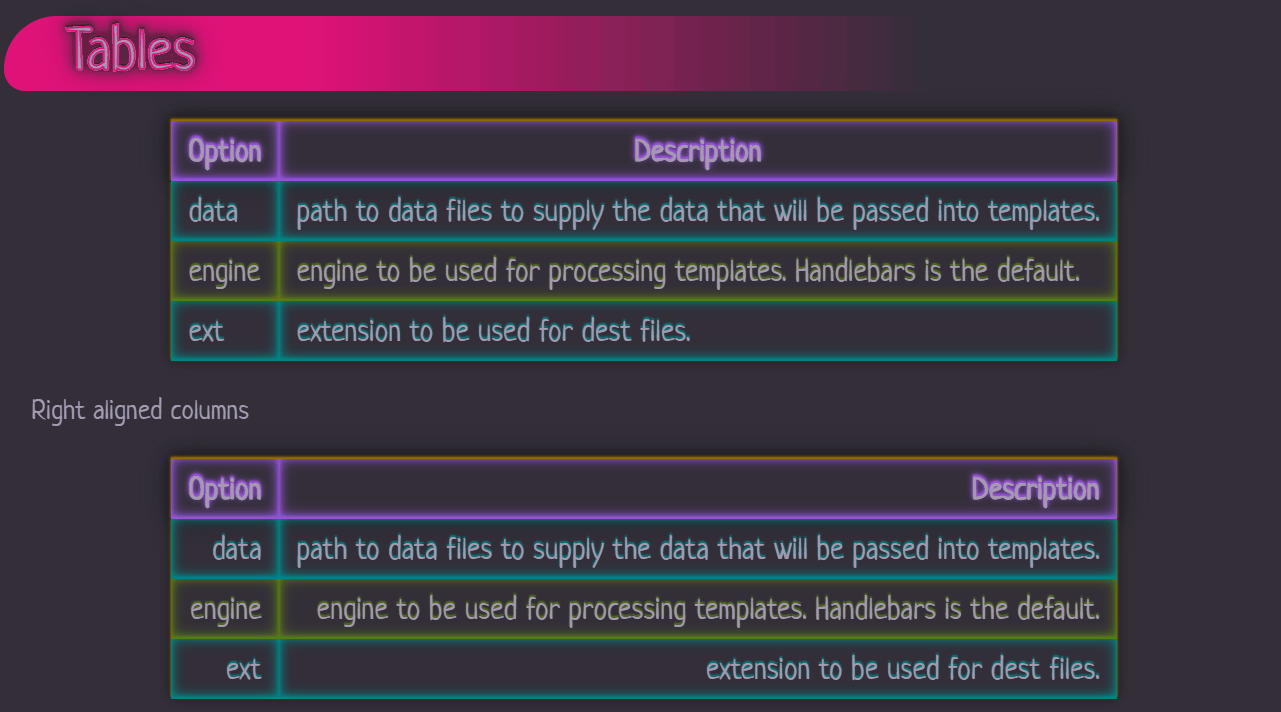 Tables
Option Description
data path to data files to supply the data that will be passed into templates.
engine engine to be used for processing templates. Handlebars is the default.
ext extension to be used for dest files.
Right aligned columns
Option Description
data path to data files to supply the data that will be passed into templates.
engine engine to be used for processing templates. Handlebars is the default.
ext extension to be used for dest files.